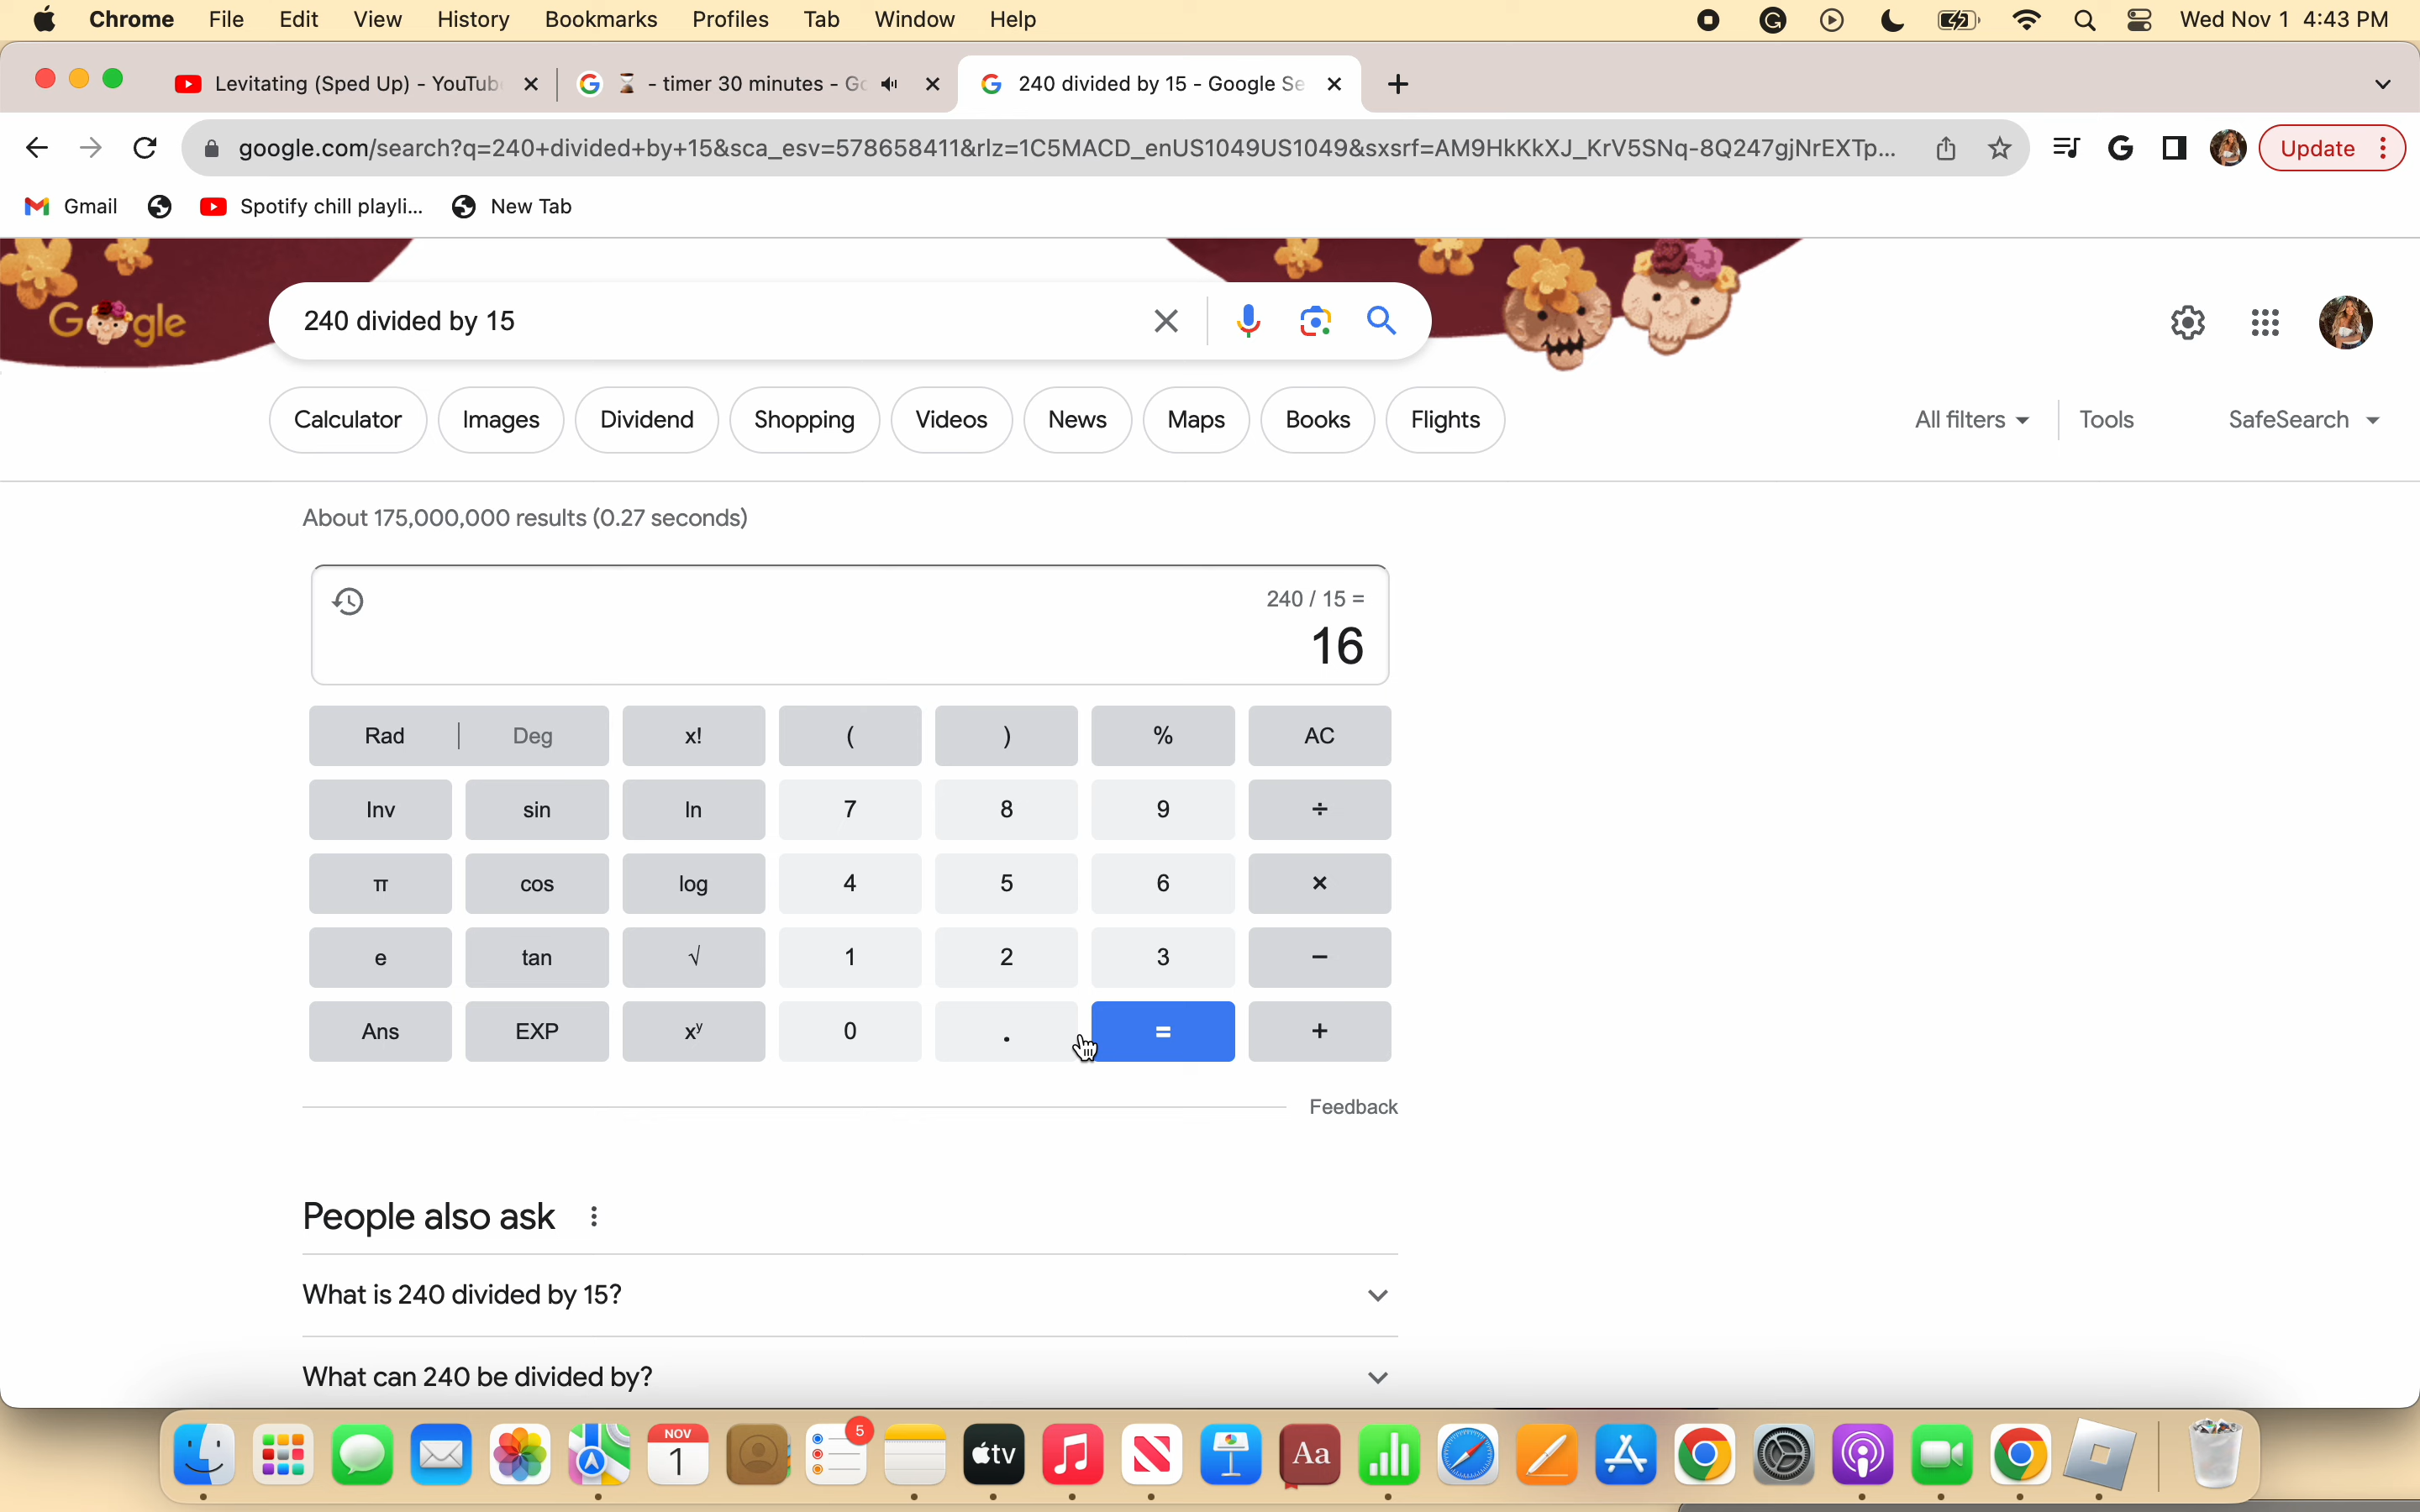 Chrome File Edit View History Bookmarks Profiles Tab Window Help Wed Nov 1 4:43 PM
Levitating (Sped Up) - YouTub - timer 30 minutes - Go 240 divided by 15 - Google Se
google.com/search?q=240+divided+by+15&sca_esv=578658411&rlz=1C5MACD_enUS1049US1049&sxsrf=AM9HkKkXJ_KrV5SNq-8Q247gjNrEXTp... Update
Gmail Spotify chill playli... New Tab
Google
240 divided by 15
Calculator Images Dividend Shopping Videos News Maps Books Flights All filters Tools SafeSearch
About 175,000,000 results (0.27 seconds)
240 / 15 =
16
Rad | Deg x! ( ) % AC
Inv sin ln 7 8 9 ÷
π cos log 4 5 6 ×
e tan √ 1 2 3 −
Ans EXP xʸ 0 . = +
Feedback
People also ask
What is 240 divided by 15?
What can 240 be divided by?
NOV
1
5
tv
Aa